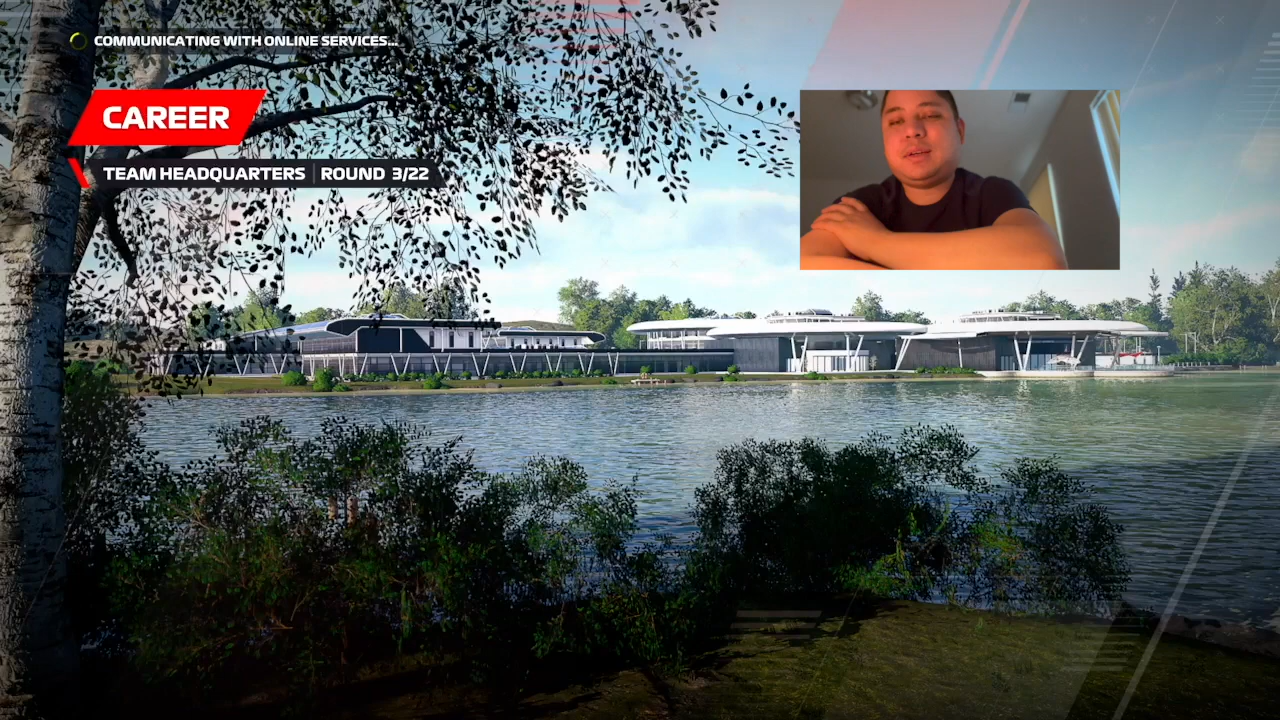 COMMUNICATING WITH ONLINE SERVICES...
CAREER
TEAM HEADQUARTERS | ROUND 3/22